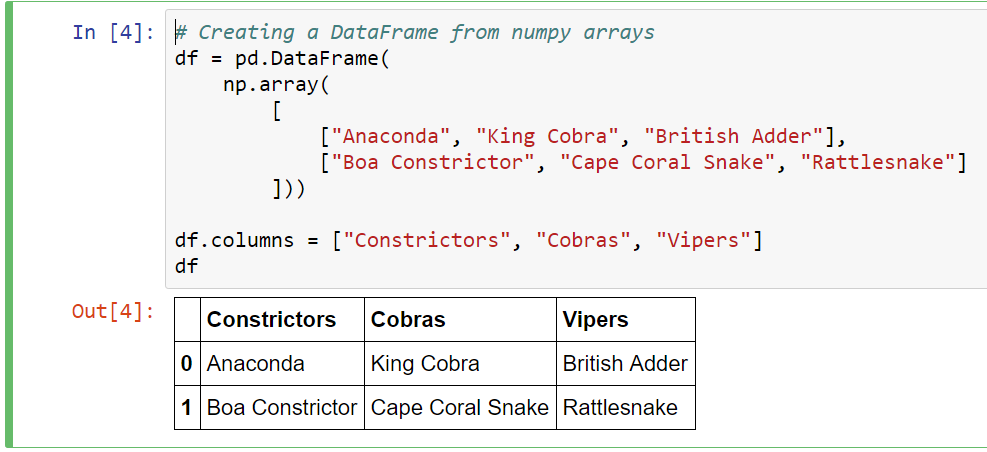 In [4]: # Creating a DataFrame from numpy arrays
df = pd.DataFrame(
    np.array(
        [
            ["Anaconda", "King Cobra", "British Adder"],
            ["Boa Constrictor", "Cape Coral Snake", "Rattlesnake"]
        ]))

df.columns = ["Constrictors", "Cobras", "Vipers"]
df
Out[4]:
Constrictors Cobras Vipers
0 Anaconda King Cobra British Adder
1 Boa Constrictor Cape Coral Snake Rattlesnake